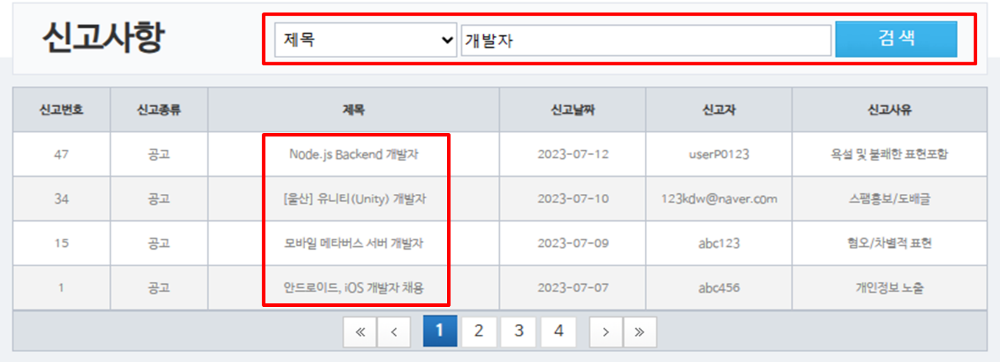 신고사항
제목 개발자 검색
신고번호 신고종류 제목 신고날짜 신고자 신고사유
47 공고 Node.js Backend 개발자 2023-07-12 userP0123 욕설 및 불쾌한 표현포함
34 공고 [울산] 유니티(Unity) 개발자 2023-07-10 123kdw@naver.com 스팸홍보/도배글
15 공고 모바일 메타버스 서버 개발자 2023-07-09 abc123 혐오/차별적 표현
1 공고 안드로이드, iOS 개발자 채용 2023-07-07 abc456 개인정보 노출
« < 1 2 3 4 > »